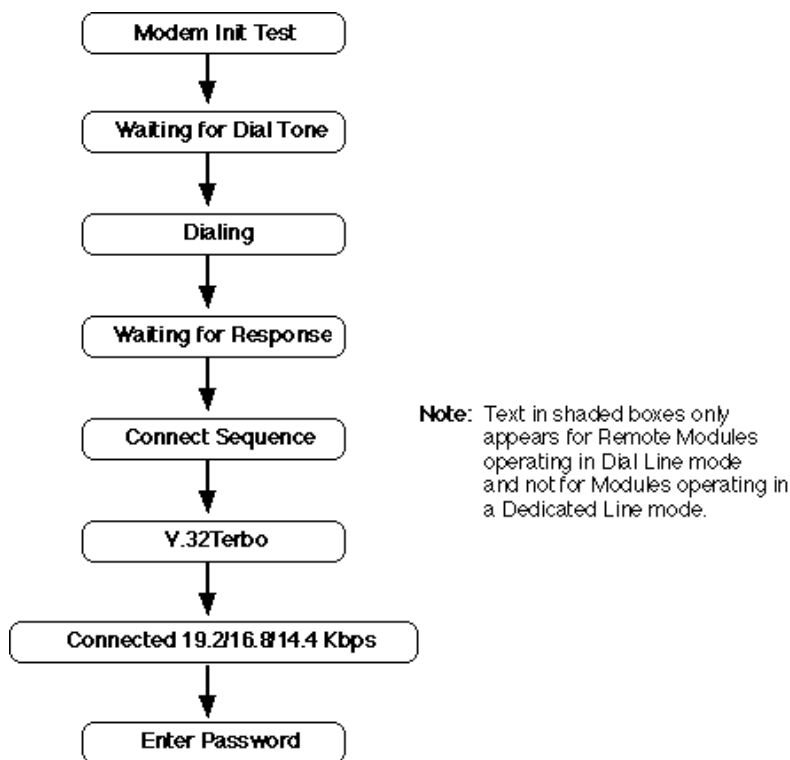 Modem Init Test
Waiting for Dial Tone
Dialing
Waiting for Response
Connect Sequence
Note: Text in shaded boxes only
appears for Remote Modules
operating in Dial Line mode
and not for Modules operating in
a Dedicated Line mode.
V.32Terbo
Connected 19.2/16.8/14.4 Kbps
Enter Password